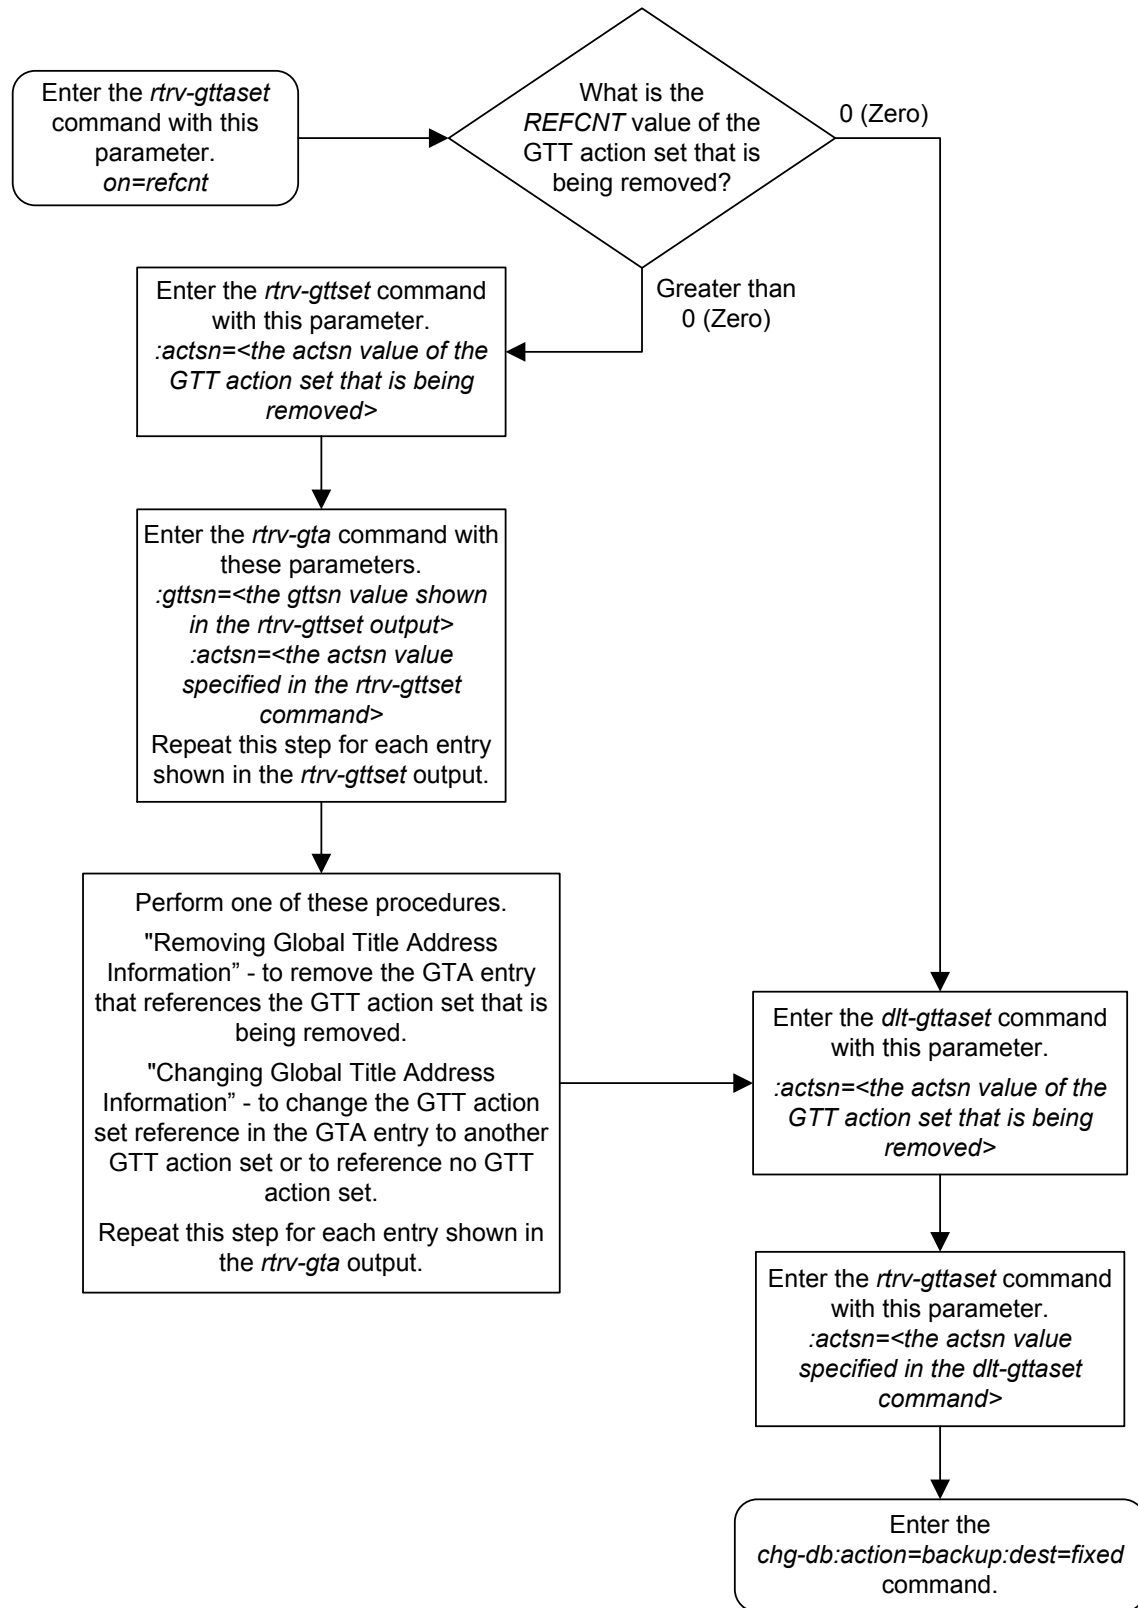 Enter the rtrv-gttaset
command with this
parameter.
on=refcnt
What is the
REFCNT value of the
GTT action set that is
being removed?
0 (Zero)
Greater than
0 (Zero)
Enter the rtrv-gttset command
with this parameter.
:actsn=<the actsn value of the
GTT action set that is being
removed>
Enter the rtrv-gta command with
these parameters.
:gttsn=<the gttsn value shown
in the rtrv-gttset output>
:actsn=<the actsn value
specified in the rtrv-gttset
command>
Repeat this step for each entry
shown in the rtrv-gttset output.
Perform one of these procedures.
"Removing Global Title Address
Information” - to remove the GTA entry
that references the GTT action set that is
being removed.
"Changing Global Title Address
Information” - to change the GTT action
set reference in the GTA entry to another
GTT action set or to reference no GTT
action set.
Repeat this step for each entry shown in
the rtrv-gta output.
Enter the dlt-gttaset command
with this parameter.
:actsn=<the actsn value of the
GTT action set that is being
removed>
Enter the rtrv-gttaset command
with this parameter.
:actsn=<the actsn value
specified in the dlt-gttaset
command>
Enter the
chg-db:action=backup:dest=fixed
command.